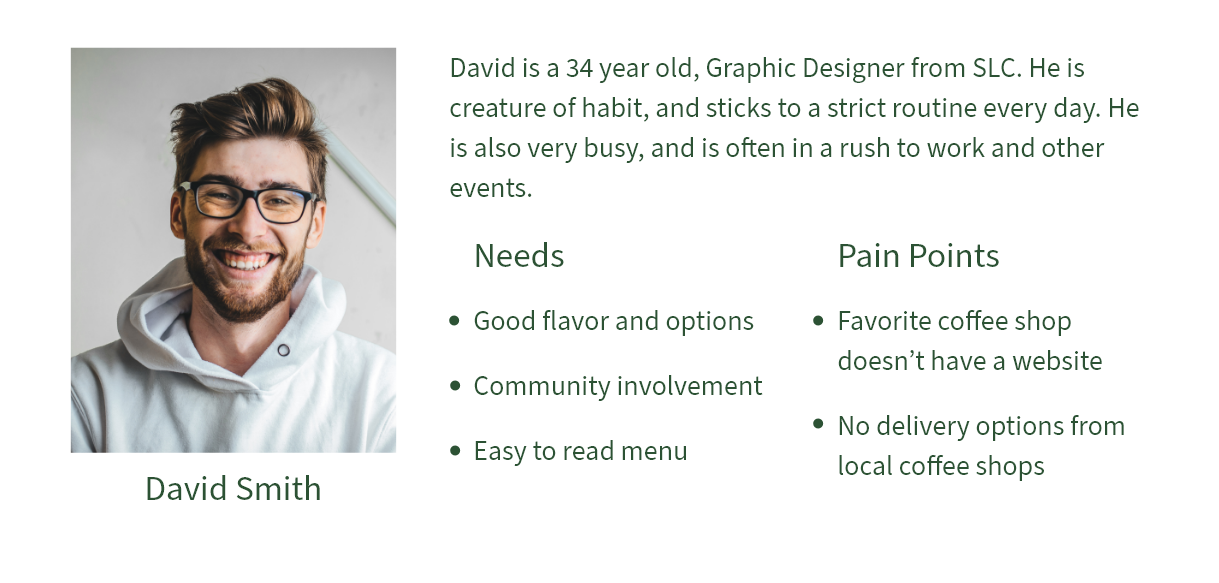 David is a 34 year old, Graphic Designer from SLC. He is
creature of habit, and sticks to a strict routine every day. He
is also very busy, and is often in a rush to work and other
events.
Needs
Good flavor and options
Community involvement
Easy to read menu
Pain Points
Favorite coffee shop
doesn’t have a website
No delivery options from
local coffee shops
David Smith